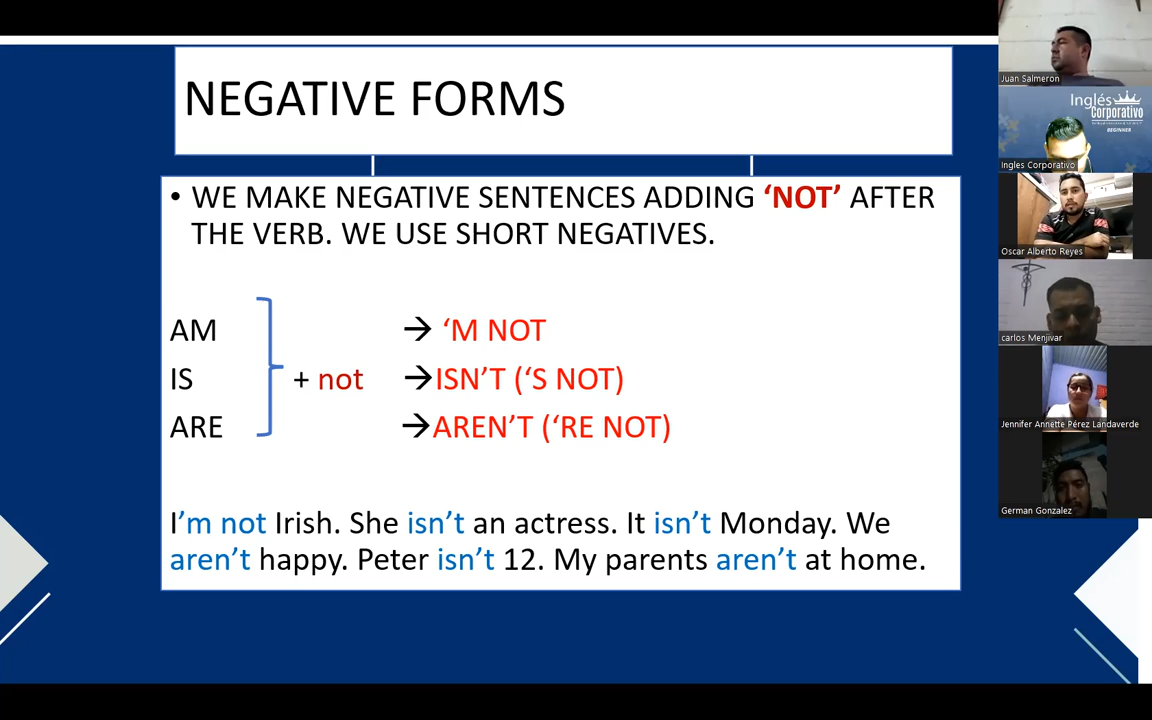 NEGATIVE FORMS
• WE MAKE NEGATIVE SENTENCES ADDING ‘NOT’ AFTER
THE VERB. WE USE SHORT NEGATIVES.
AM → ‘M NOT
IS + not → ISN’T (‘S NOT)
ARE → AREN’T (‘RE NOT)
I’m not Irish. She isn’t an actress. It isn’t Monday. We
aren’t happy. Peter isn’t 12. My parents aren’t at home.
Juan Salmeron
Inglés
Corporativo
BEGINNER
Ingles Corporativo
Oscar Alberto Reyes
carlos Menjivar
Jennifer Annette Pérez Landaverde
German Gonzalez